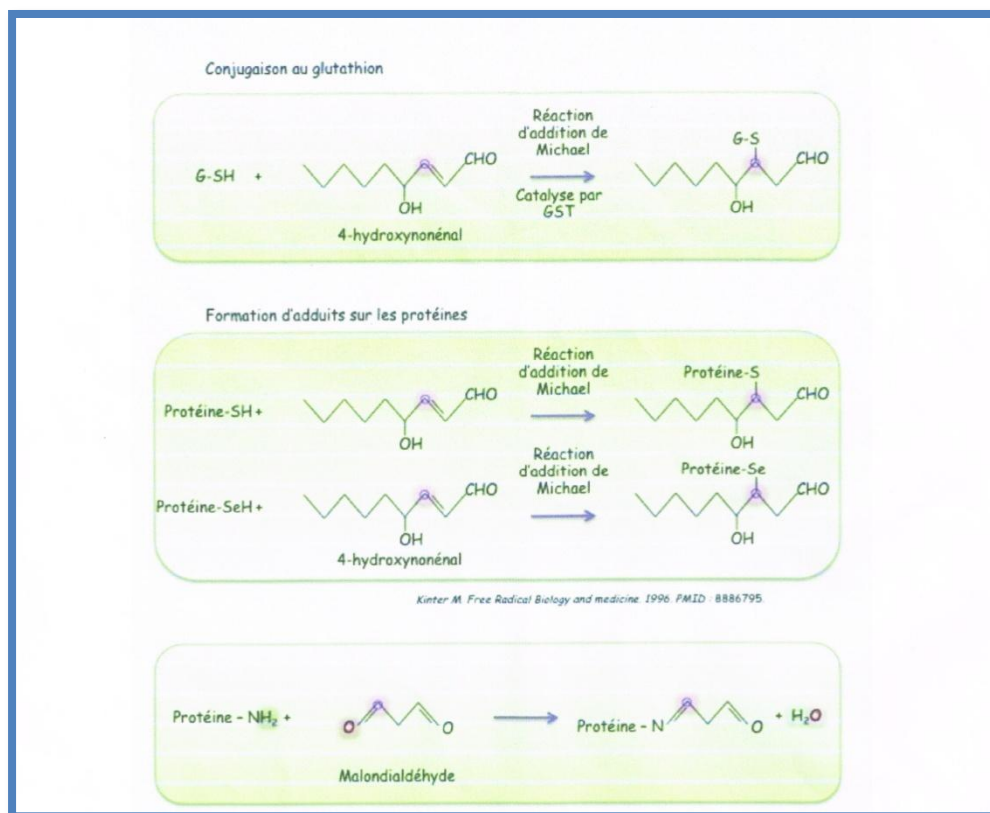 Conjugaison au glutathion
Réaction
d'addition de
Michael
G-SH +
CHO
OH
4-hydroxynonénal
Catalyse par
GST
G-S
CHO
OH
Formation d'adduits sur les protéines
Protéine-SH +
CHO
OH
Réaction
d'addition de
Michael
Protéine-S
CHO
OH
Protéine-SeH +
CHO
OH
4-hydroxynonénal
Réaction
d'addition de
Michael
Protéine-Se
CHO
OH
Kinter M. Free Radical Biology and medicine. 1996. PMID : 8886795.
Protéine - NH₂ +
O
O
Malondialdéhyde
Protéine - N
O
+ H₂O